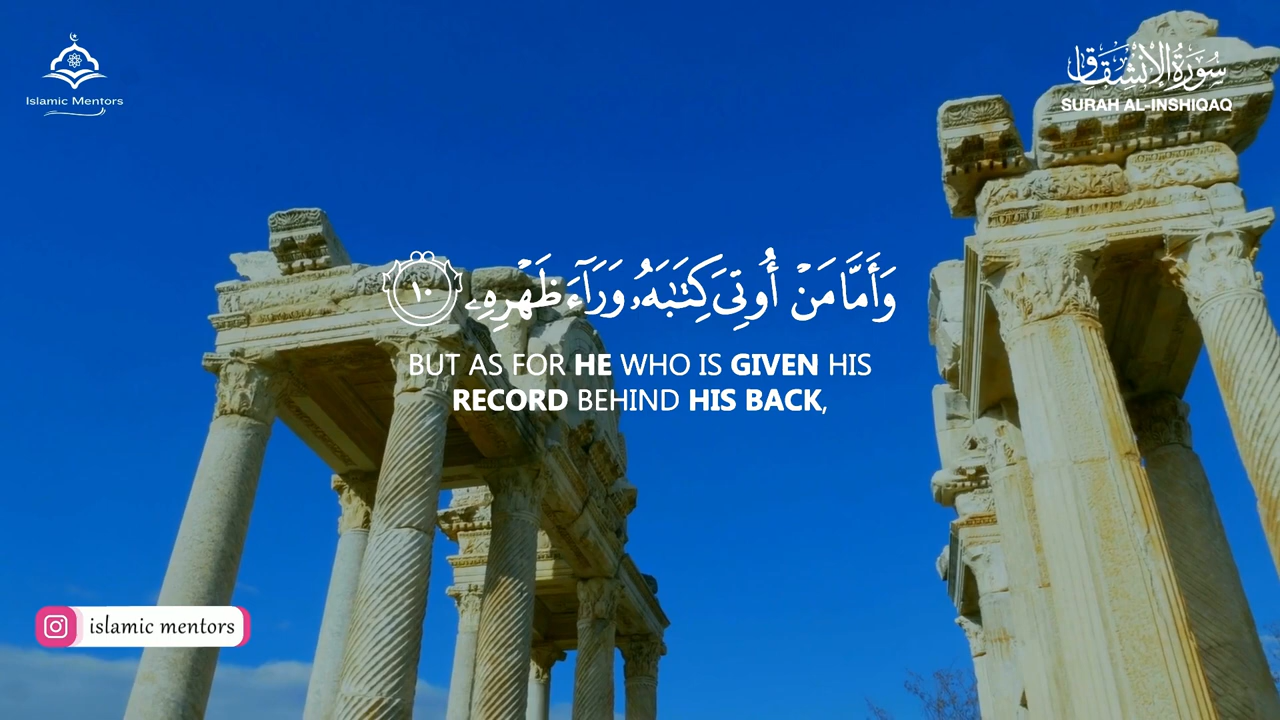 Islamic Mentors
سُورَةُ الإِنْشِقَاقِ
SURAH AL-INSHIQAQ
وَأَمَّا مَنْ أُوتِىَ كِتَٰبَهُۥ وَرَآءَ ظَهْرِهِۦ ١٠
BUT AS FOR HE WHO IS GIVEN HIS
RECORD BEHIND HIS BACK,
islamic mentors